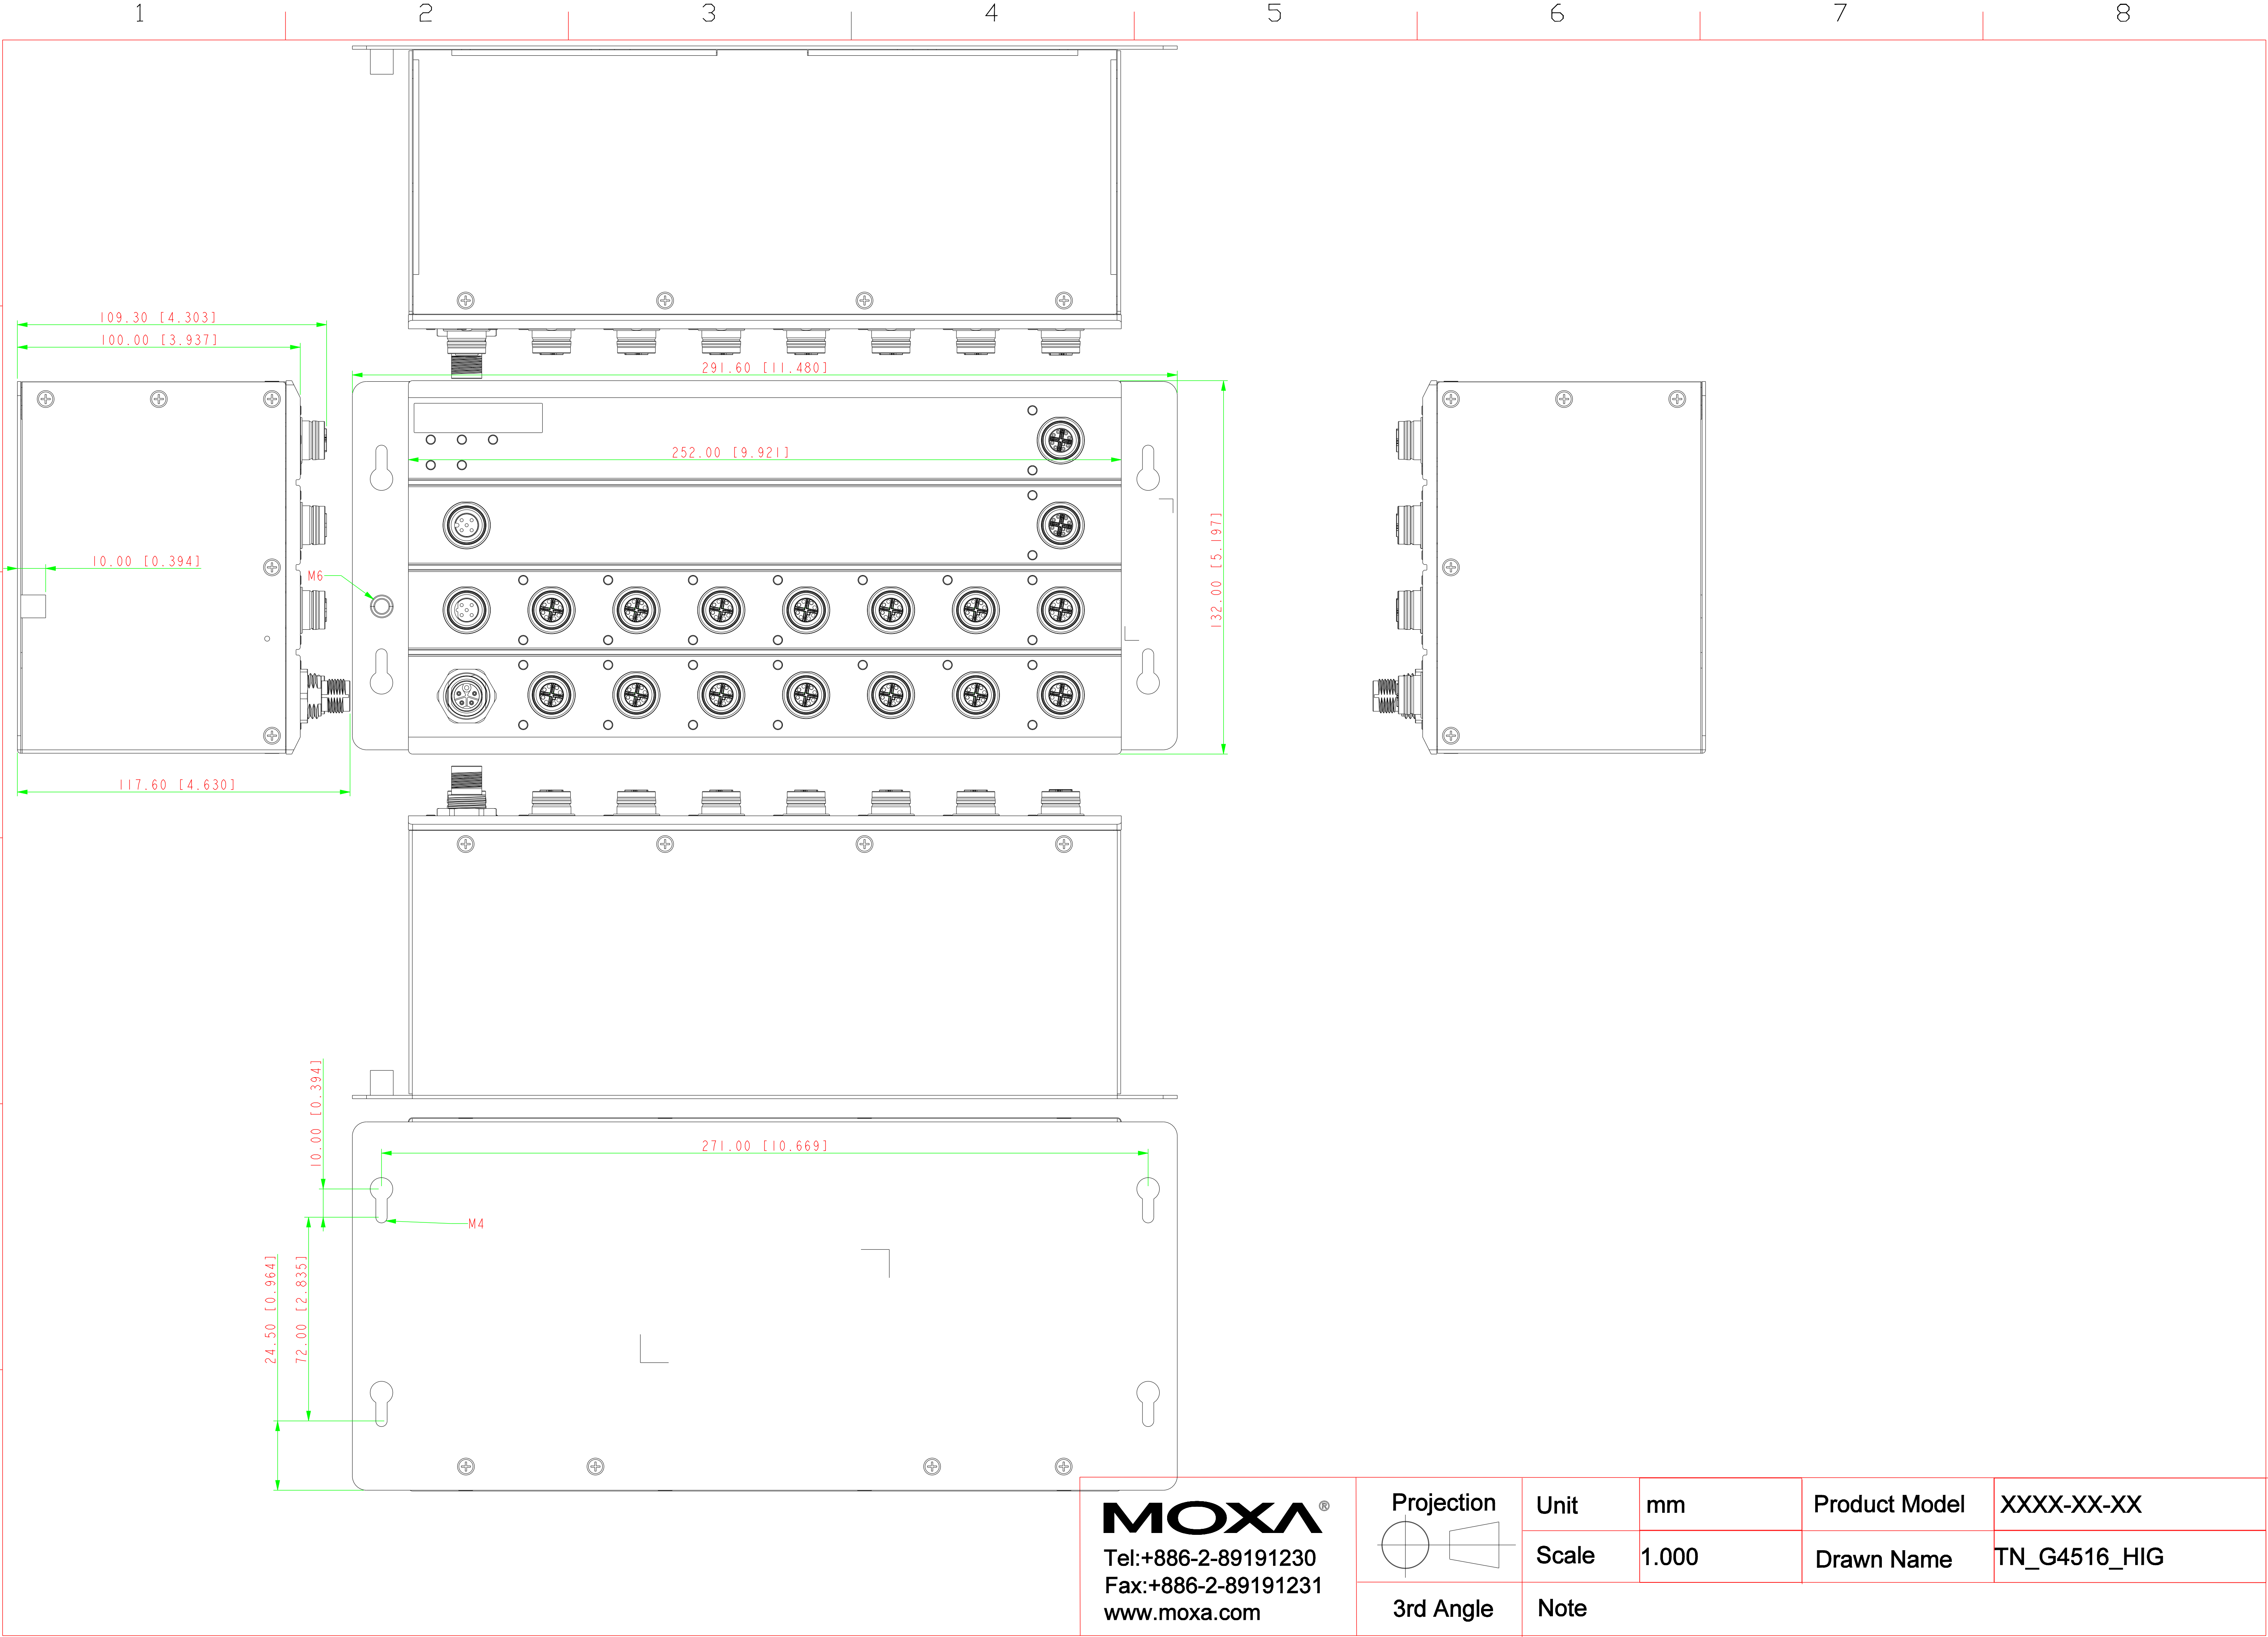 1 2 3 4 5 6 7 8
109.30 [4.303]
100.00 [3.937]
291.60 [11.480]
252.00 [9.921]
132.00 [5.197]
10.00 [0.394]
M6
117.60 [4.630]
10.00 [0.394]
271.00 [10.669]
M4
24.50 [0.964]
72.00 [2.835]
MOXA®
Tel:+886-2-89191230
Fax:+886-2-89191231
www.moxa.com
Projection
3rd Angle
Unit mm Product Model XXXX-XX-XX
Scale 1.000 Drawn Name TN_G4516_HIG
Note